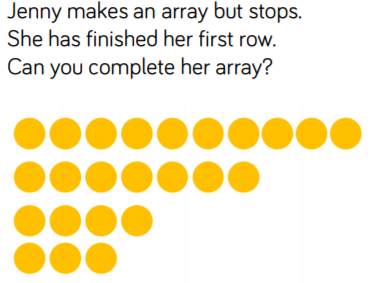 Jenny makes an array but stops.
She has finished her first row.
Can you complete her array?